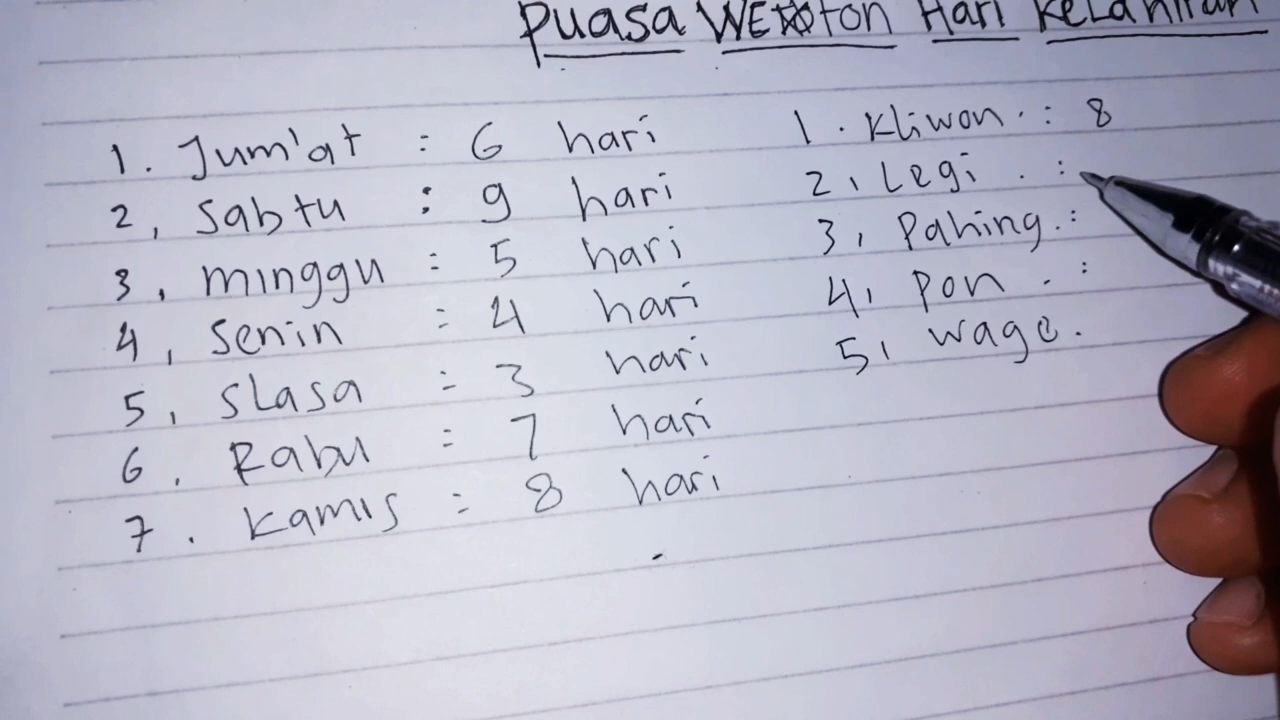 Puasa WEtton Hari Kelahiran
1. Jum'at : 6 hari
2, Sabtu : 9 hari
3, minggu : 5 hari
4, Senin : 4 hari
5, SLasa : 3 hari
6, Rabu : 7 hari
7. Kamis : 8 hari
1. Kliwon. : 8
2, Legi . :
3, Pahing. :
4, Pon . :
5, wage.